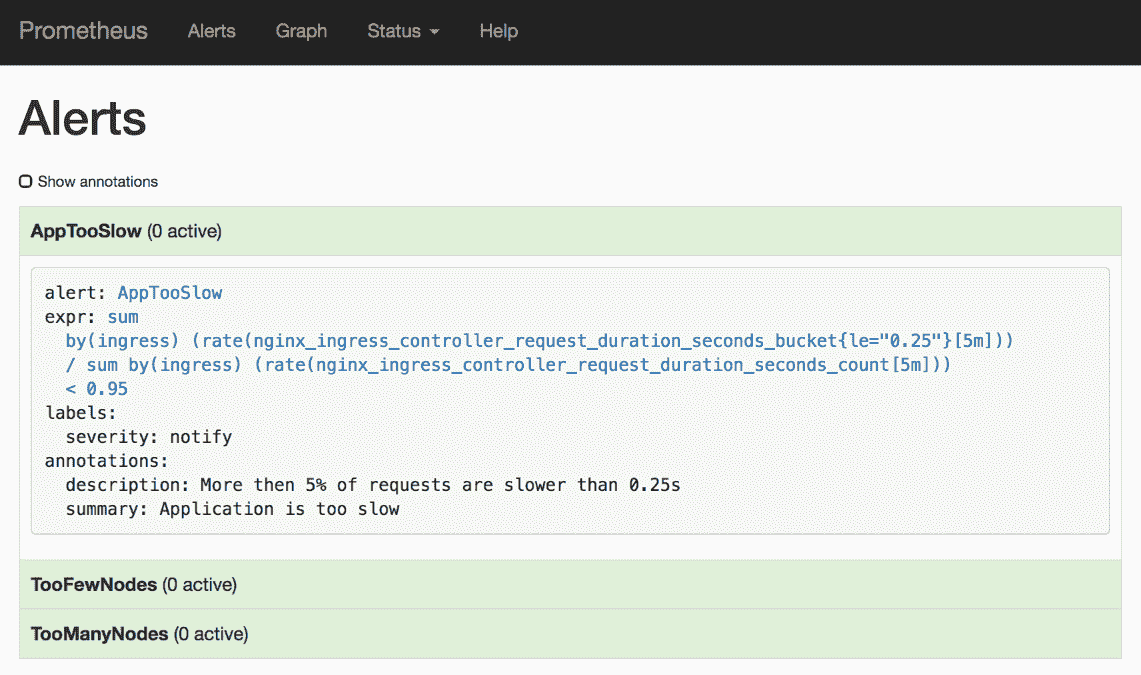 Prometheus Alerts Graph Status Help
Alerts
Show annotations
AppTooSlow (0 active)
alert: AppTooSlow
expr: sum
by(ingress) (rate(nginx_ingress_controller_request_duration_seconds_bucket{le="0.25"}[5m]))
/ sum by(ingress) (rate(nginx_ingress_controller_request_duration_seconds_count[5m]))
< 0.95
labels:
severity: notify
annotations:
description: More then 5% of requests are slower than 0.25s
summary: Application is too slow
TooFewNodes (0 active)
TooManyNodes (0 active)